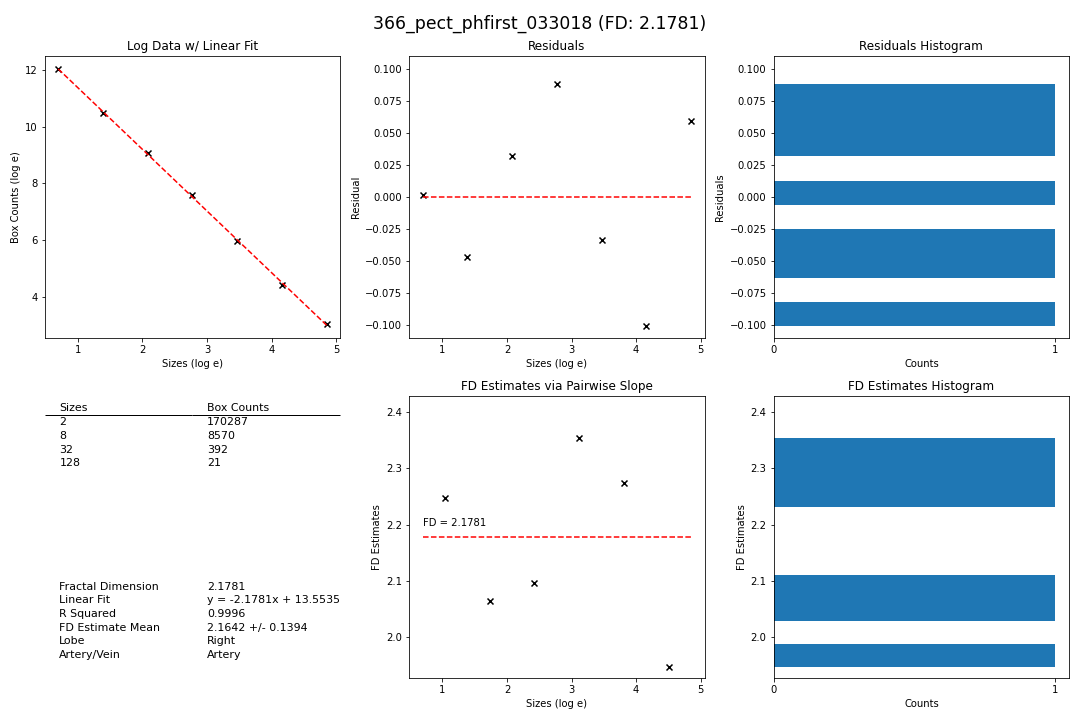 366_pect_phfirst_033018 (FD: 2.1781)
Log Data w/ Linear Fit
12
10
8
6
4
Box Counts (log e)
1 2 3 4 5
Sizes (log e)
Residuals
0.100
0.075
0.050
0.025
0.000
−0.025
−0.050
−0.075
−0.100
Residual
1 2 3 4 5
Sizes (log e)
Residuals Histogram
0.100
0.075
0.050
0.025
0.000
−0.025
−0.050
−0.075
−0.100
Residuals
0 1
Counts
Sizes Box Counts
2 170287
8 8570
32 392
128 21
Fractal Dimension 2.1781
Linear Fit y = -2.1781x + 13.5535
R Squared 0.9996
FD Estimate Mean 2.1642 +/- 0.1394
Lobe Right
Artery/Vein Artery
FD Estimates via Pairwise Slope
2.4
2.3
2.2
2.1
2.0
FD Estimates
FD = 2.1781
1 2 3 4 5
Sizes (log e)
FD Estimates Histogram
2.4
2.3
2.2
2.1
2.0
FD Estimates
0 1
Counts